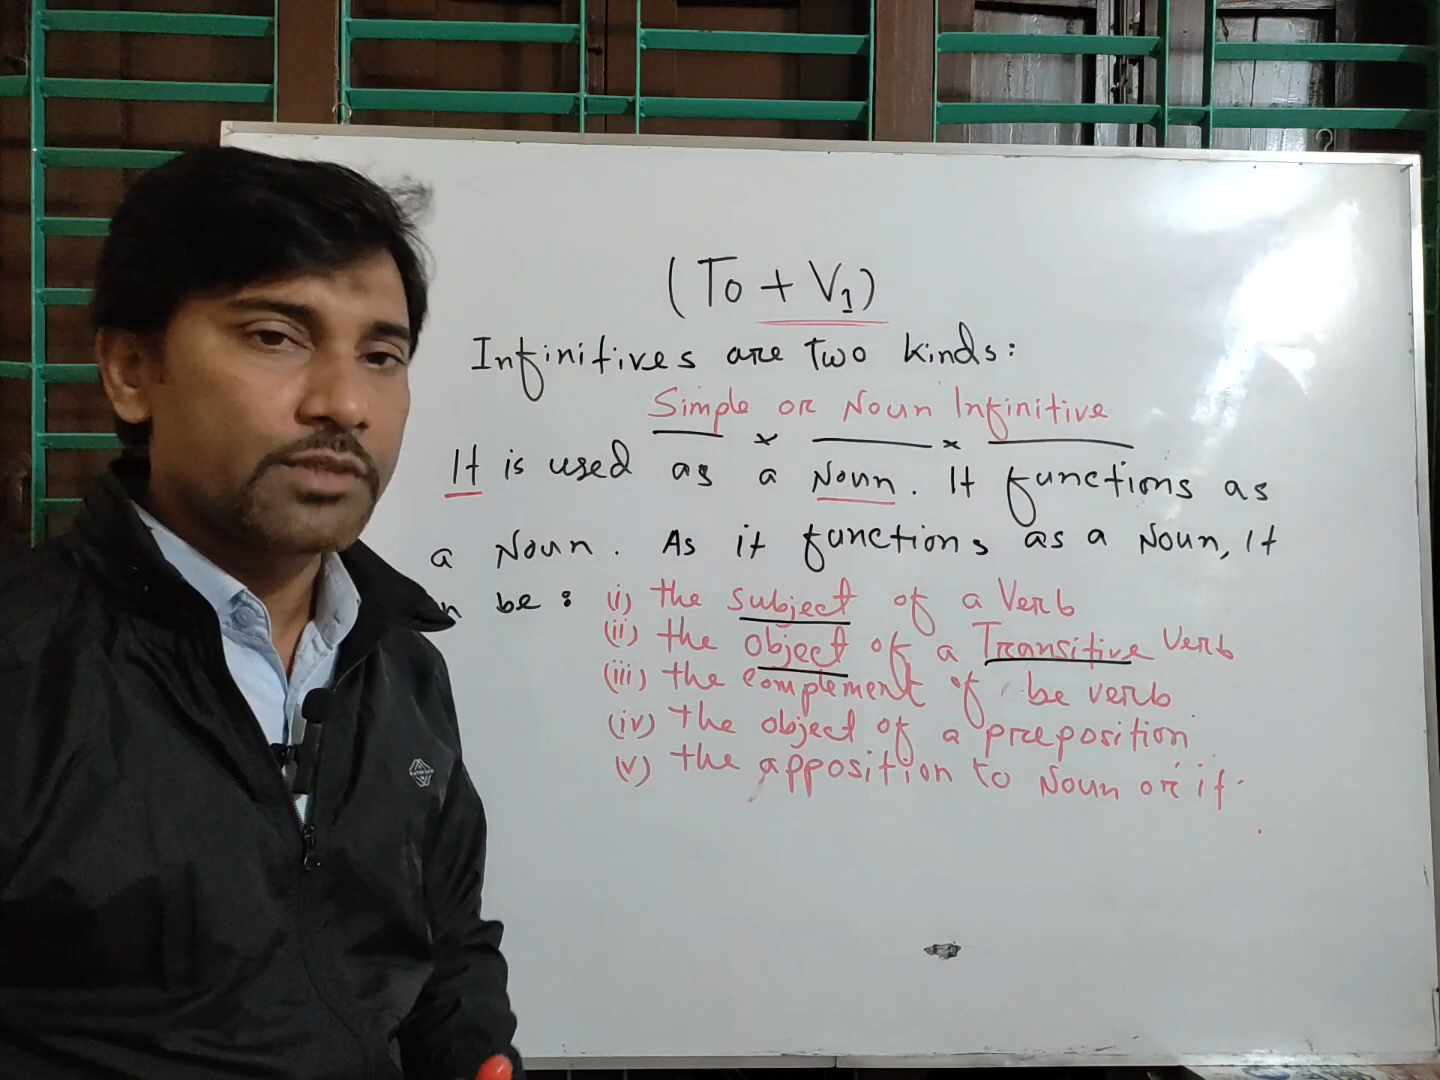 (To + V1)
Infinitives are Two kinds:
Simple or Noun Infinitive
It is used as a Noun. It functions as
a Noun. As it functions as a Noun, it
n be: (i) the subject of a Verb
(ii) the object of a Transitive Verb
(iii) the complement of be verb
(iv) the object of a preposition
(v) the apposition to Noun or it.